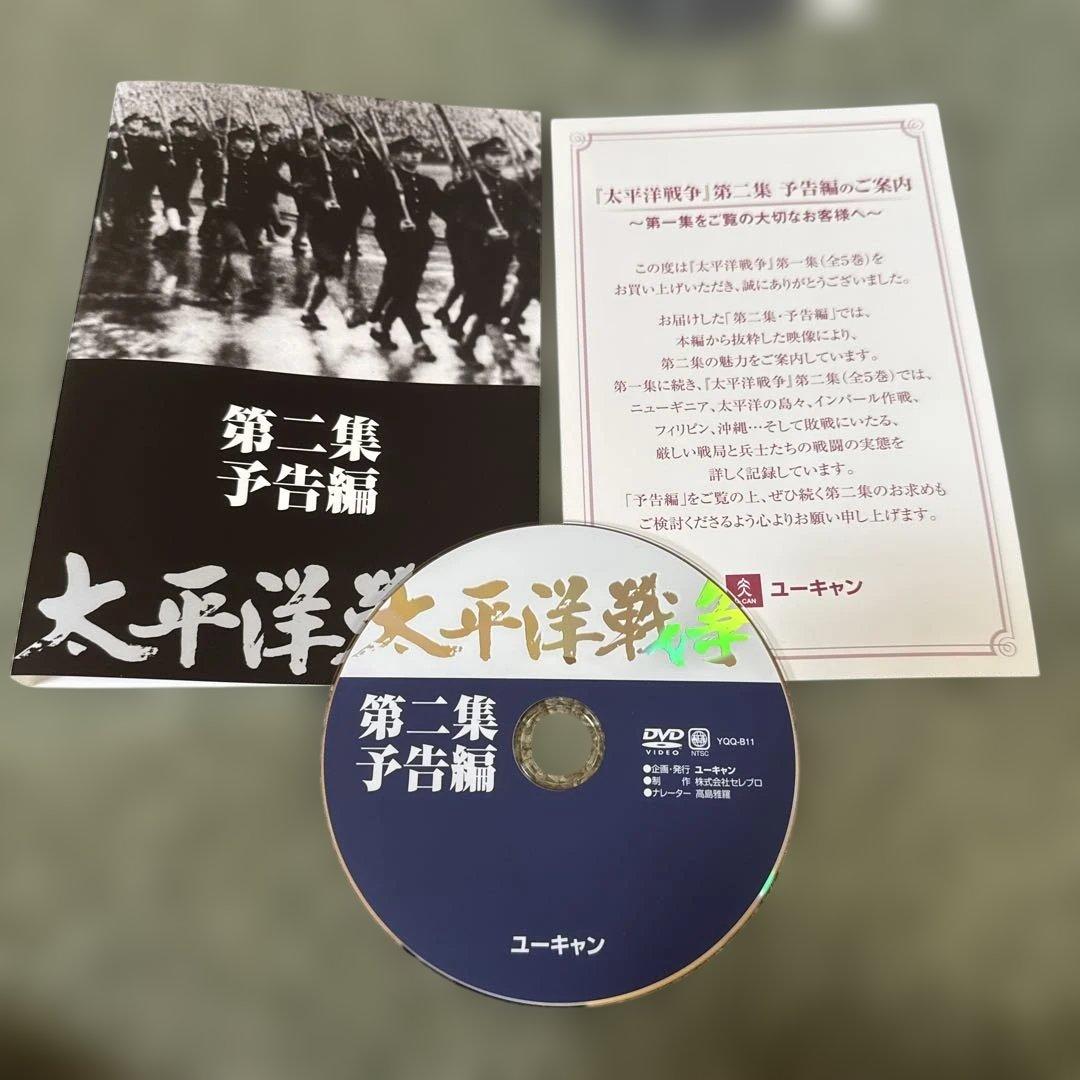 第二集
予告編
太平洋戦
『太平洋戦争』第二集 予告編のご案内
～第一集をご覧の大切なお客様へ～
この度は『太平洋戦争』第一集(全5巻)を
お買い上げいただき、誠にありがとうございました。
お届けした「第二集・予告編」では、
本編から抜粋した映像により、
第二集の魅力をご案内しています。
第一集に続き、『太平洋戦争』第二集(全5巻)では、
ニューギニア、太平洋の島々、インパール作戦、
フィリピン、沖縄…そして敗戦にいたる、
厳しい戦局と兵士たちの戦闘の実態を
詳しく記録しています。
「予告編」をご覧の上、ぜひ続く第二集のお求めも
ご検討くださるよう心よりお願い申し上げます。
CAN ユーキャン
太平洋戦争
第二集
予告編
DVD VIDEO NTSC YQQ-B11
●企画・発行 ユーキャン
●制 作 株式会社セレブロ
●ナレーター 高島雅羅
ユーキャン